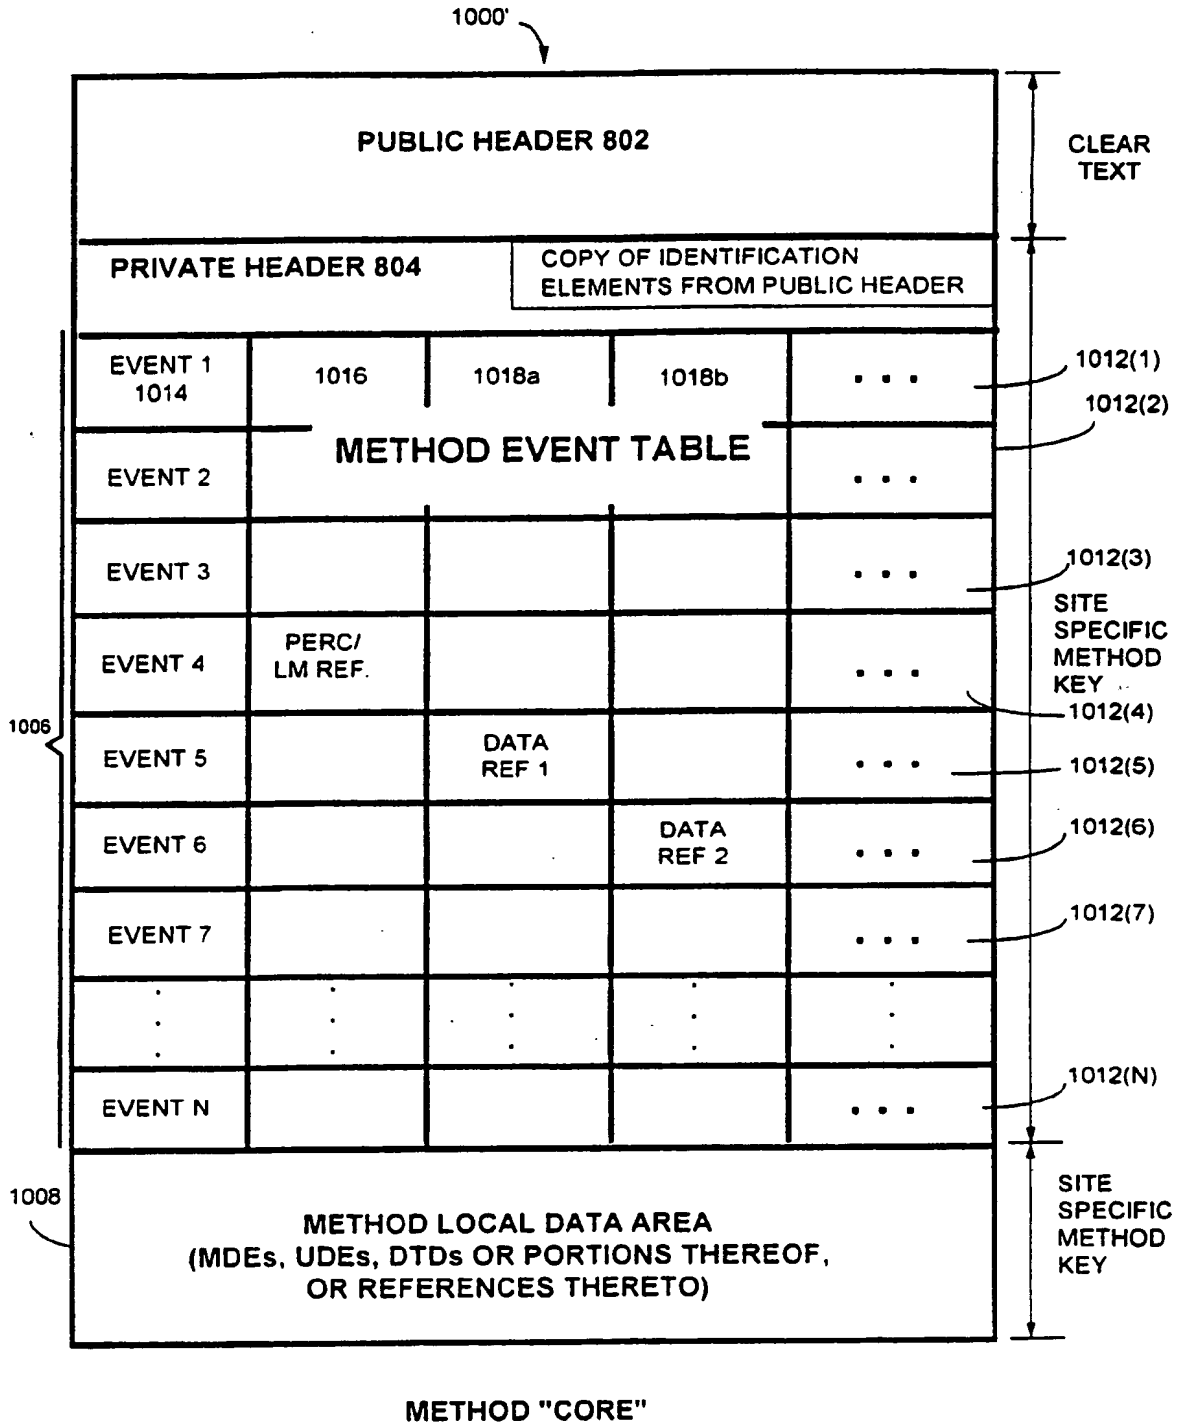 1000'
PUBLIC HEADER 802
CLEAR
TEXT
PRIVATE HEADER 804
COPY OF IDENTIFICATION
ELEMENTS FROM PUBLIC HEADER
EVENT 1
1014
1016
1018a
1018b
. . .
1012(1)
1012(2)
METHOD EVENT TABLE
EVENT 2
. . .
EVENT 3
. . .
1012(3)
SITE
SPECIFIC
METHOD
KEY
EVENT 4
PERC/
LM REF.
. . .
1012(4)
1006
EVENT 5
DATA
REF 1
. . .
1012(5)
EVENT 6
DATA
REF 2
. . .
1012(6)
EVENT 7
. . .
1012(7)
EVENT N
. . .
1012(N)
1008
METHOD LOCAL DATA AREA
(MDEs, UDEs, DTDs OR PORTIONS THEREOF,
OR REFERENCES THERETO)
SITE
SPECIFIC
METHOD
KEY
METHOD "CORE"